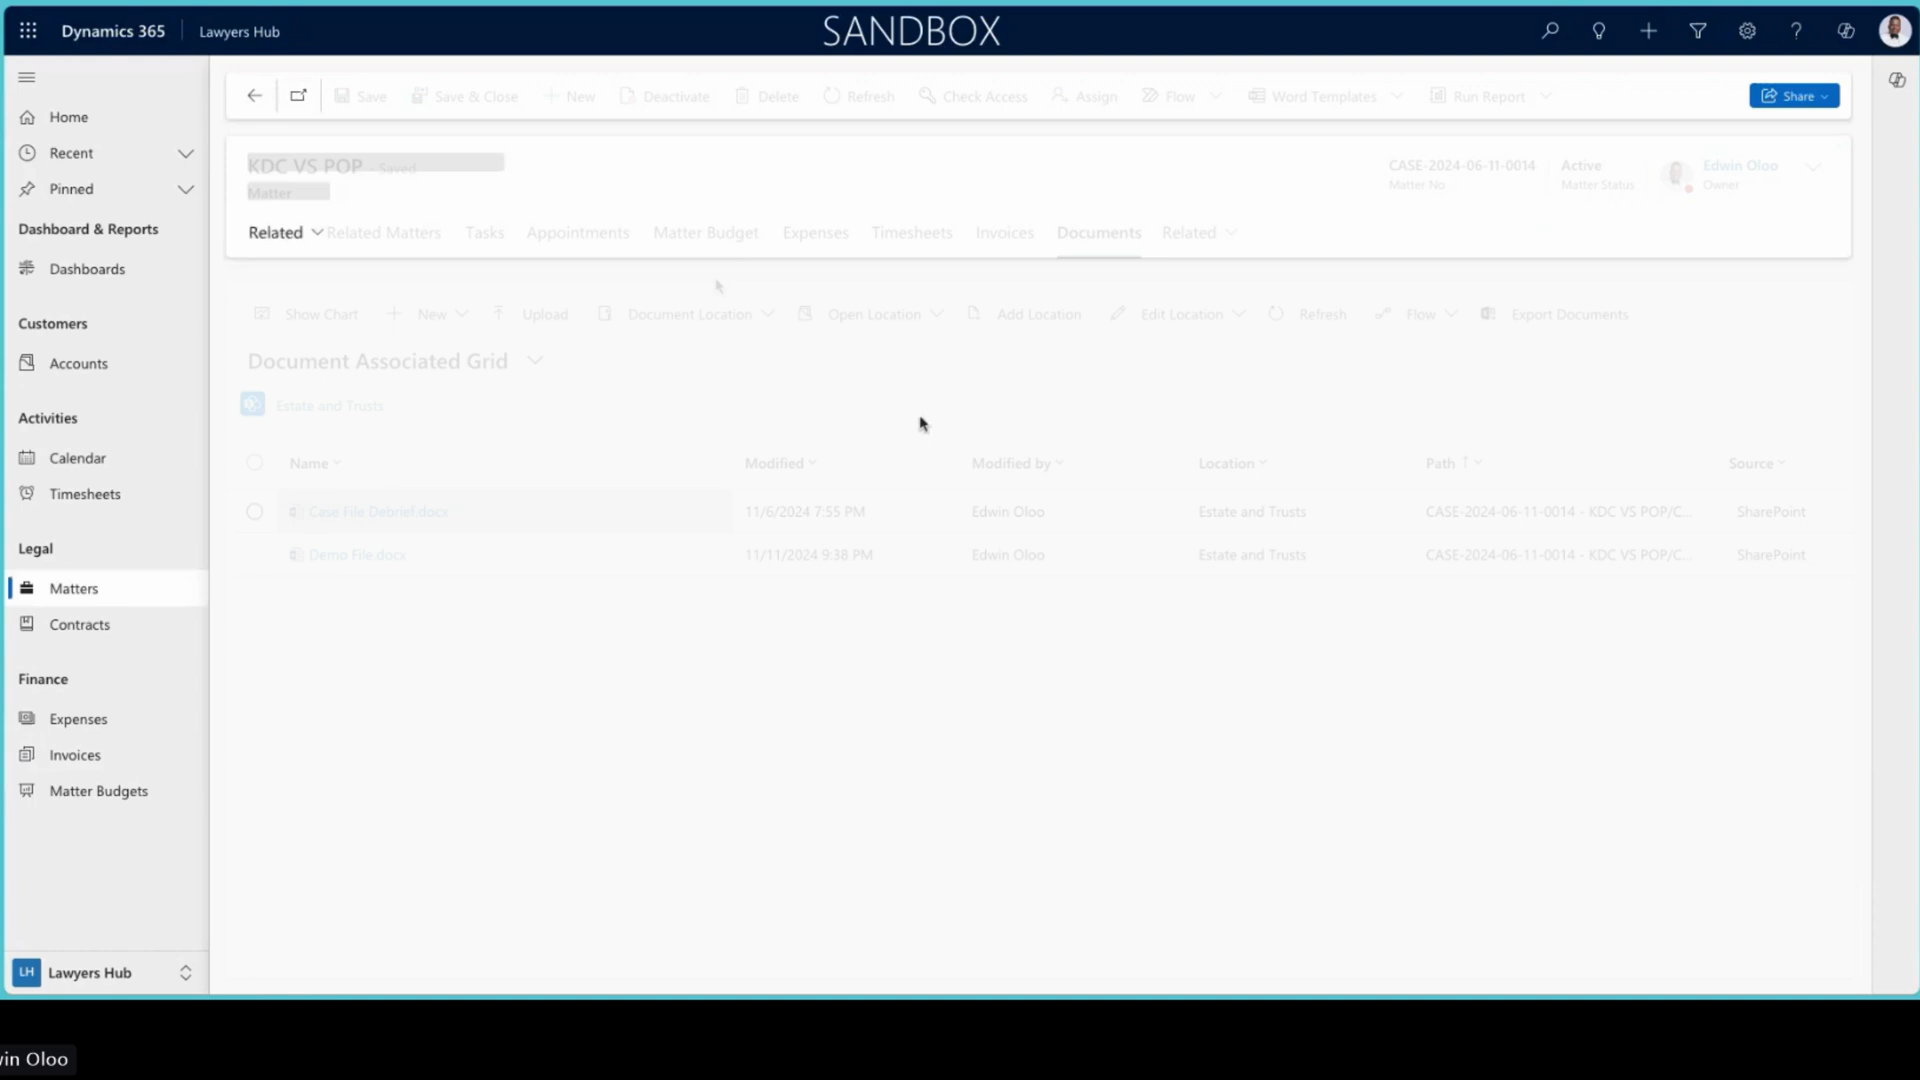 Dynamics 365
Lawyers Hub
SANDBOX
Save
Save & Close
New
Deactivate
Delete
Refresh
Check Access
Assign
Flow
Word Templates
Run Report
Share
Home
Recent
Pinned
Dashboard & Reports
Dashboards
Customers
Accounts
Activities
Calendar
Timesheets
Legal
Matters
Contracts
Finance
Expenses
Invoices
Matter Budgets
LH Lawyers Hub
KDC VS POP - Saved
Matter
CASE-2024-06-11-0014
Matter No
Active
Matter Status
Edwin Oloo
Owner
Related
Related Matters
Tasks
Appointments
Matter Budget
Expenses
Timesheets
Invoices
Documents
Related
Show Chart
New
Upload
Document Location
Open Location
Add Location
Edit Location
Refresh
Flow
Export Documents
Document Associated Grid
Estate and Trusts
Name Modified Modified by Location Path Source
Case File Debrief.docx 11/6/2024 7:55 PM Edwin Oloo Estate and Trusts CASE-2024-06-11-0014 - KDC VS POP/C... SharePoint
Demo File.docx 11/11/2024 9:38 PM Edwin Oloo Estate and Trusts CASE-2024-06-11-0014 - KDC VS POP/C... SharePoint
win Oloo